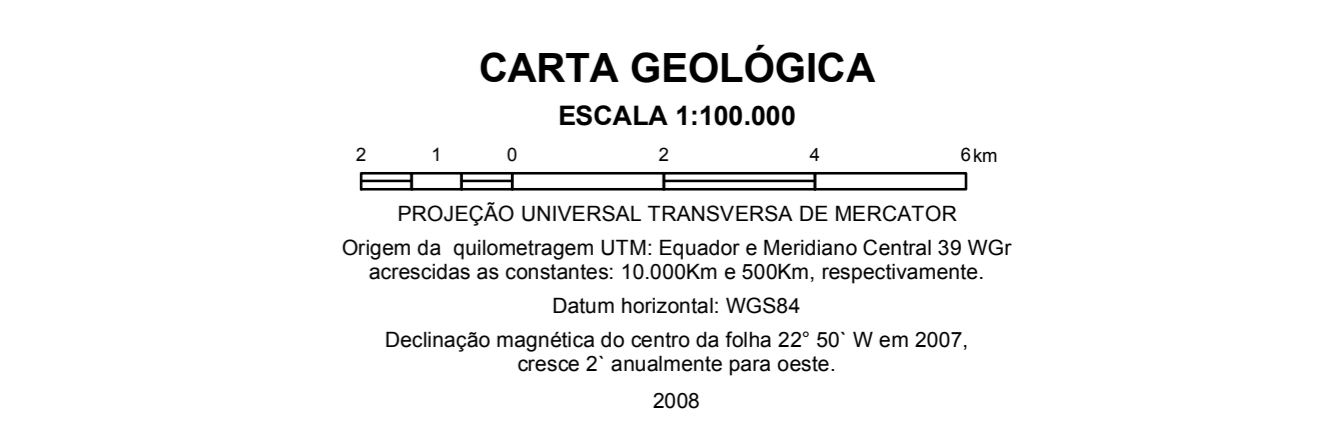 CARTA GEOLÓGICA
ESCALA 1:100.000
2 1 0 2 4 6 km
PROJEÇÃO UNIVERSAL TRANSVERSA DE MERCATOR
Origem da quilometragem UTM: Equador e Meridiano Central 39 WGr
acrescidas as constantes: 10.000Km e 500Km, respectivamente.
Datum horizontal: WGS84
Declinação magnética do centro da folha 22° 50` W em 2007,
cresce 2` anualmente para oeste.
2008